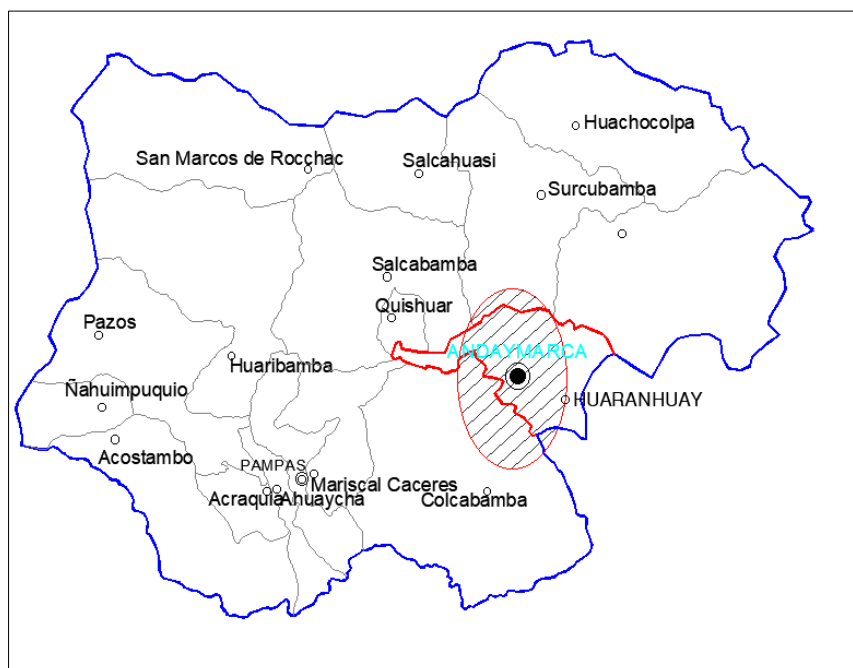 Huachocolpa
San Marcos de Rocchac
Salcahuasi
Surcubamba
Salcabamba
Quishuar
Pazos
ANDAYMARCA
Huaribamba
Ñahuimpuquio
HUARANHUAY
Acostambo
PAMPAS
Mariscal Caceres
Acraquia
Ahuaycha
Colcabamba